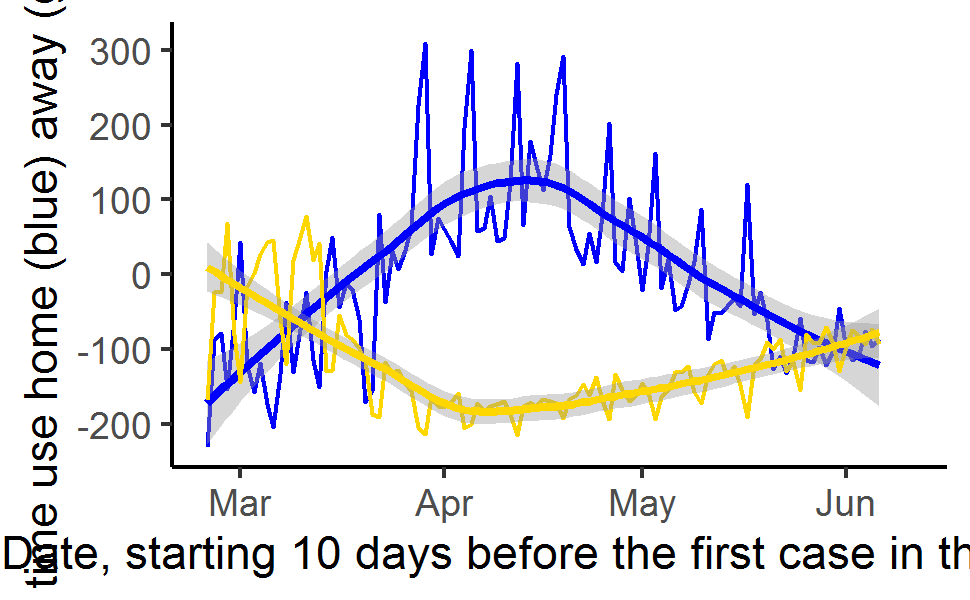 time use home (blue) away (g
300
200
100
0
-100
-200
Mar Apr May Jun
Date, starting 10 days before the first case in th